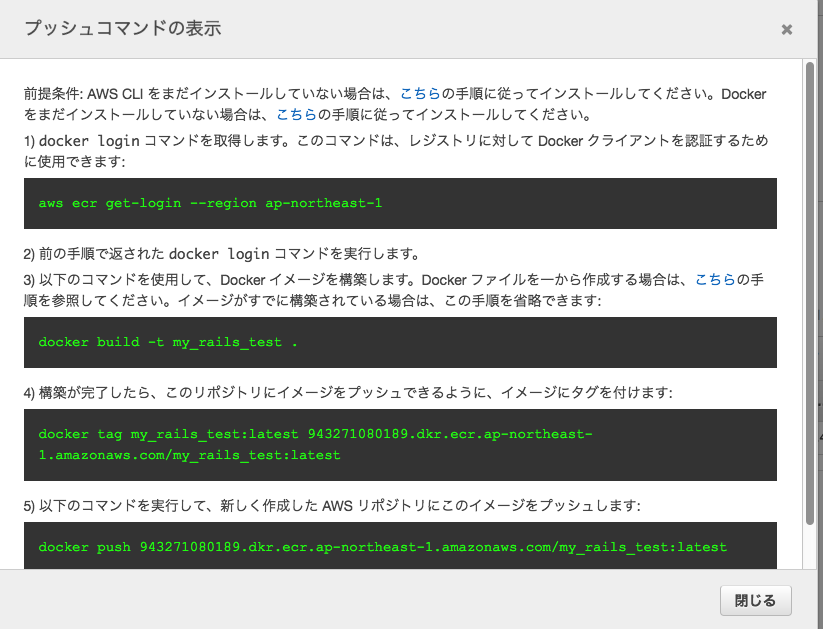 プッシュコマンドの表示
×
前提条件: AWS CLI をまだインストールしていない場合は、こちらの手順に従ってインストールしてください。Docker
をまだインストールしていない場合は、こちらの手順に従ってインストールしてください。
1) docker login コマンドを取得します。このコマンドは、レジストリに対して Docker クライアントを認証するため
に使用できます:
aws ecr get-login --region ap-northeast-1
2) 前の手順で返された docker login コマンドを実行します。
3) 以下のコマンドを使用して、Docker イメージを構築します。Docker ファイルを一から作成する場合は、こちらの手
順を参照してください。イメージがすでに構築されている場合は、この手順を省略できます:
docker build -t my_rails_test .
4) 構築が完了したら、このリポジトリにイメージをプッシュできるように、イメージにタグを付けます:
docker tag my_rails_test:latest 943271080189.dkr.ecr.ap-northeast-
1.amazonaws.com/my_rails_test:latest
5) 以下のコマンドを実行して、新しく作成した AWS リポジトリにこのイメージをプッシュします:
docker push 943271080189.dkr.ecr.ap-northeast-1.amazonaws.com/my_rails_test:latest
閉じる